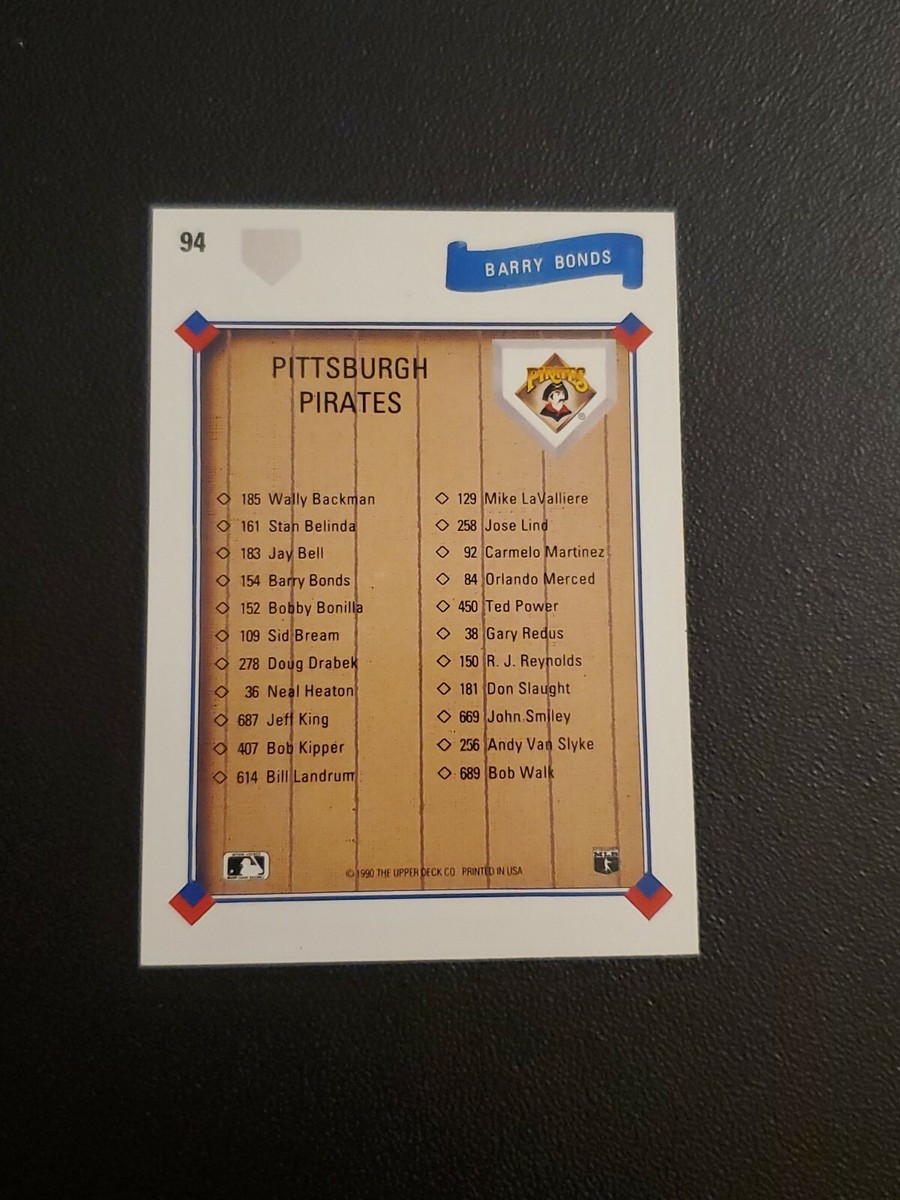 94
BARRY BONDS
PITTSBURGH
PIRATES
PIRATES
®
185 Wally Backman
161 Stan Belinda
183 Jay Bell
154 Barry Bonds
152 Bobby Bonilla
109 Sid Bream
278 Doug Drabek
36 Neal Heaton
687 Jeff King
407 Bob Kipper
614 Bill Landrum
129 Mike LaValliere
258 Jose Lind
92 Carmelo Martinez
84 Orlando Merced
450 Ted Power
38 Gary Redus
150 R. J. Reynolds
181 Don Slaught
669 John Smiley
256 Andy Van Slyke
689 Bob Walk
© 1990 THE UPPER DECK CO. PRINTED IN USA